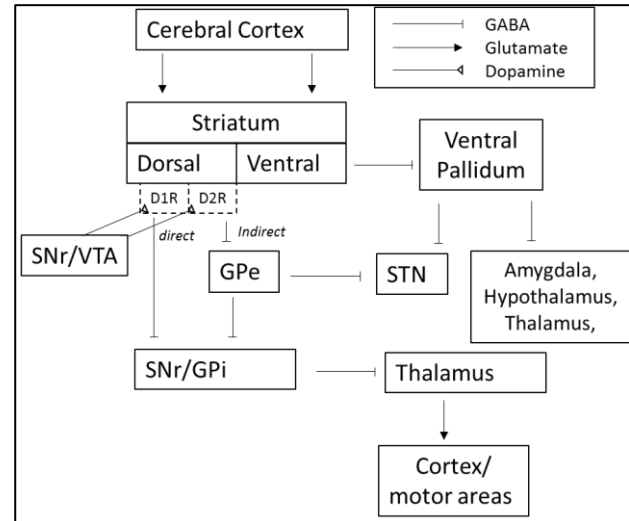 Cerebral Cortex
GABA
Glutamate
Dopamine
Striatum
Dorsal
Ventral
Ventral
Pallidum
D1R
D2R
direct
Indirect
SNr/VTA
GPe
STN
Amygdala,
Hypothalamus,
Thalamus,
SNr/GPi
Thalamus
Cortex/
motor areas